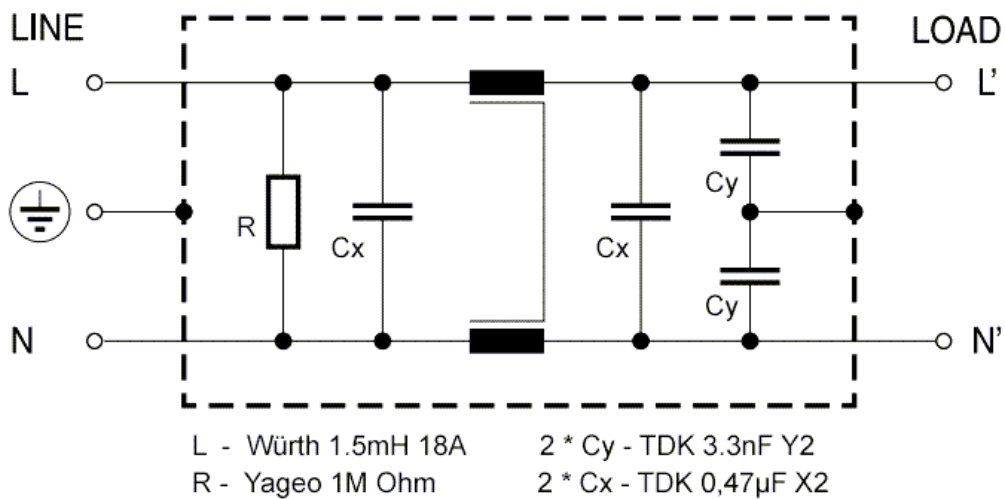 LINE
LOAD
L
L'
R
Cx
Cx
Cy
Cy
N
N'
L - Würth 1.5mH 18A
2 * Cy - TDK 3.3nF Y2
R - Yageo 1M Ohm
2 * Cx - TDK 0,47µF X2